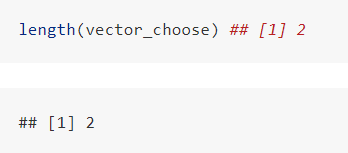 length(vector_choose) ## [1] 2
## [1] 2